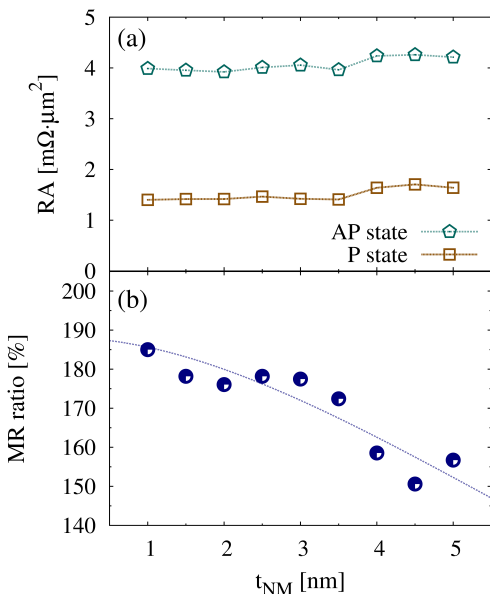 (a)
RA [mΩ·μm²]
5
4
3
2
1
0
AP state
P state
(b)
MR ratio [%]
200
190
180
170
160
150
140
1 2 3 4 5
tNM [nm]